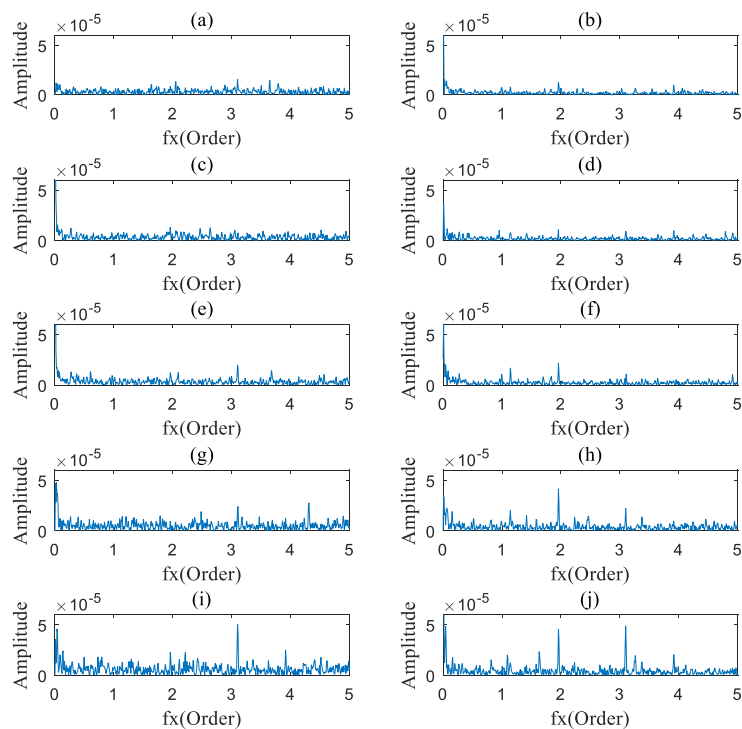 (a) (b)
× 10-5 × 10-5
Amplitude Amplitude
5 5
0 0
0 1 2 3 4 5 0 1 2 3 4 5
fx(Order) fx(Order)
(c) (d)
× 10-5 × 10-5
Amplitude Amplitude
5 5
0 0
0 1 2 3 4 5 0 1 2 3 4 5
fx(Order) fx(Order)
(e) (f)
× 10-5 × 10-5
Amplitude Amplitude
5 5
0 0
0 1 2 3 4 5 0 1 2 3 4 5
fx(Order) fx(Order)
(g) (h)
× 10-5 × 10-5
Amplitude Amplitude
5 5
0 0
0 1 2 3 4 5 0 1 2 3 4 5
fx(Order) fx(Order)
(i) (j)
× 10-5 × 10-5
Amplitude Amplitude
5 5
0 0
0 1 2 3 4 5 0 1 2 3 4 5
fx(Order) fx(Order)